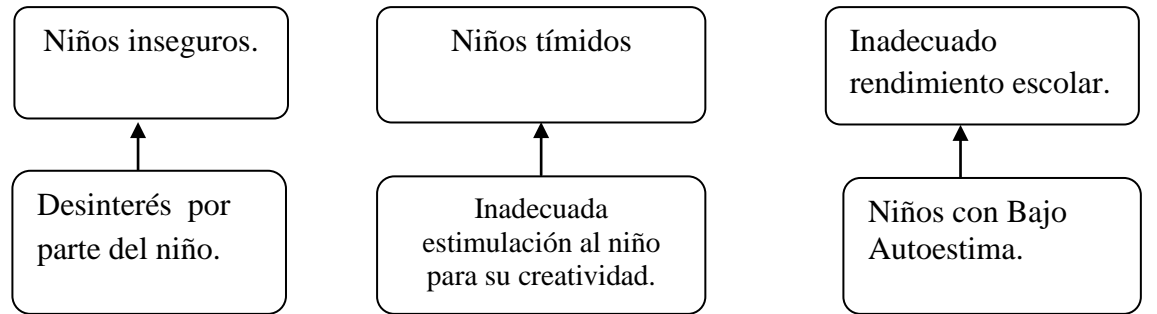 Niños inseguros.
Niños tímidos
Inadecuado
rendimiento escolar.
Desinterés por
parte del niño.
Inadecuada
estimulación al niño
para su creatividad.
Niños con Bajo
Autoestima.